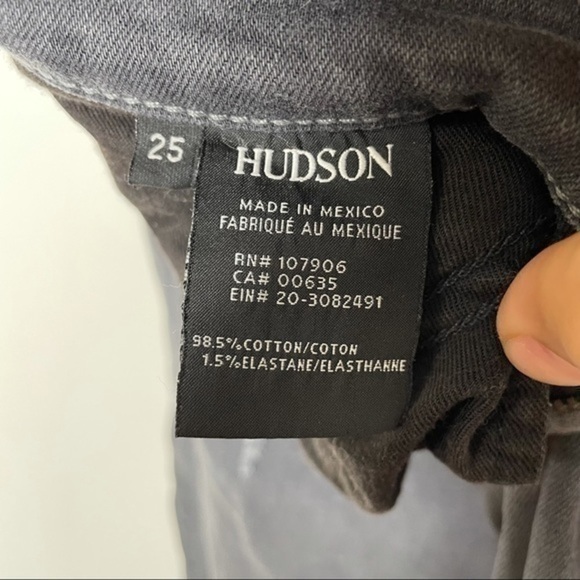 25
HUDSON
MADE IN MEXICO
FABRIQUÉ AU MEXIQUE
RN# 107906
CA# 00635
EIN# 20-3082491
98.5%COTTON/COTON
1.5%ELASTANE/ELASTHANNE